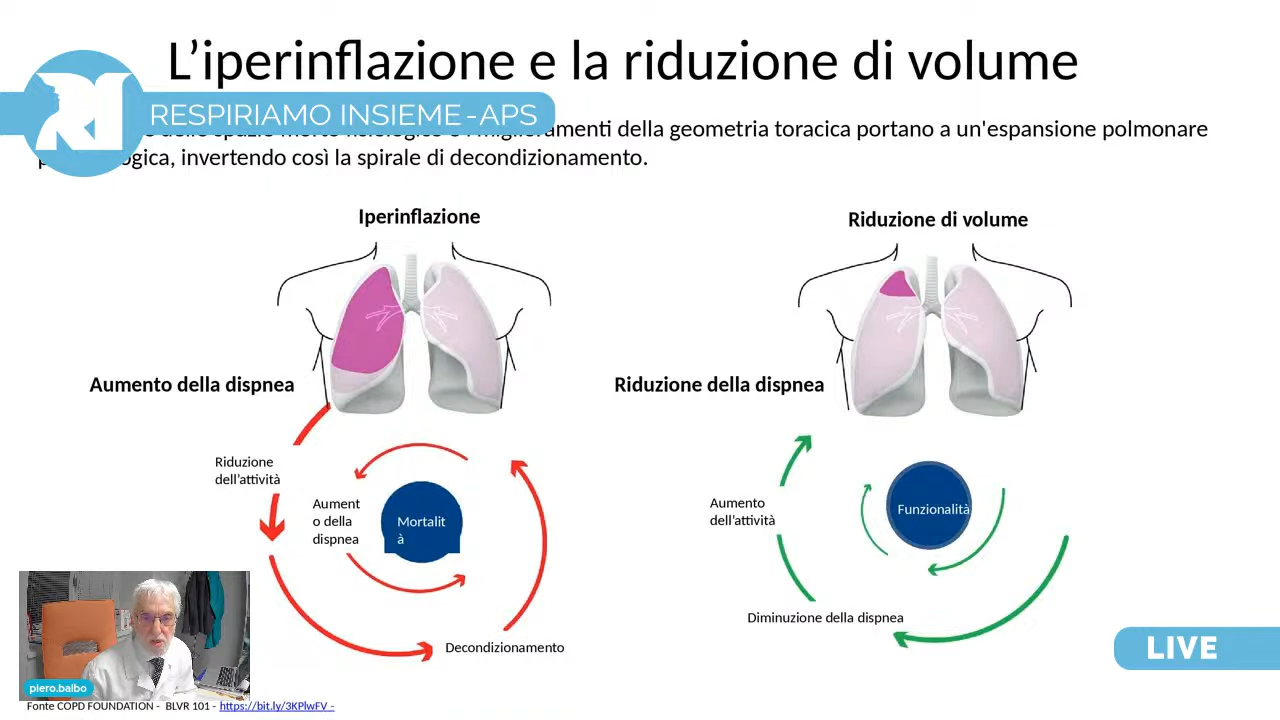 L'iperinflazione e la riduzione di volume
RI
RESPIRIAMO INSIEME-APS
della geometria toracica portano a un'espansione polmonare
invertendo così la spirale di decondizionamento.
Iperinflazione
Riduzione di volume
Aumento della dispnea
Riduzione della dispnea
Riduzione
dell'attività
Aument
o della
dispnea
Mortalit
à
Decondizionamento
Aumento
dell'attività
Funzionalità
Diminuzione della dispnea
piero.balbo
LIVE
Fonte COPD FOUNDATION - BLVR 101 - https://bit.ly/3KPlwFV -